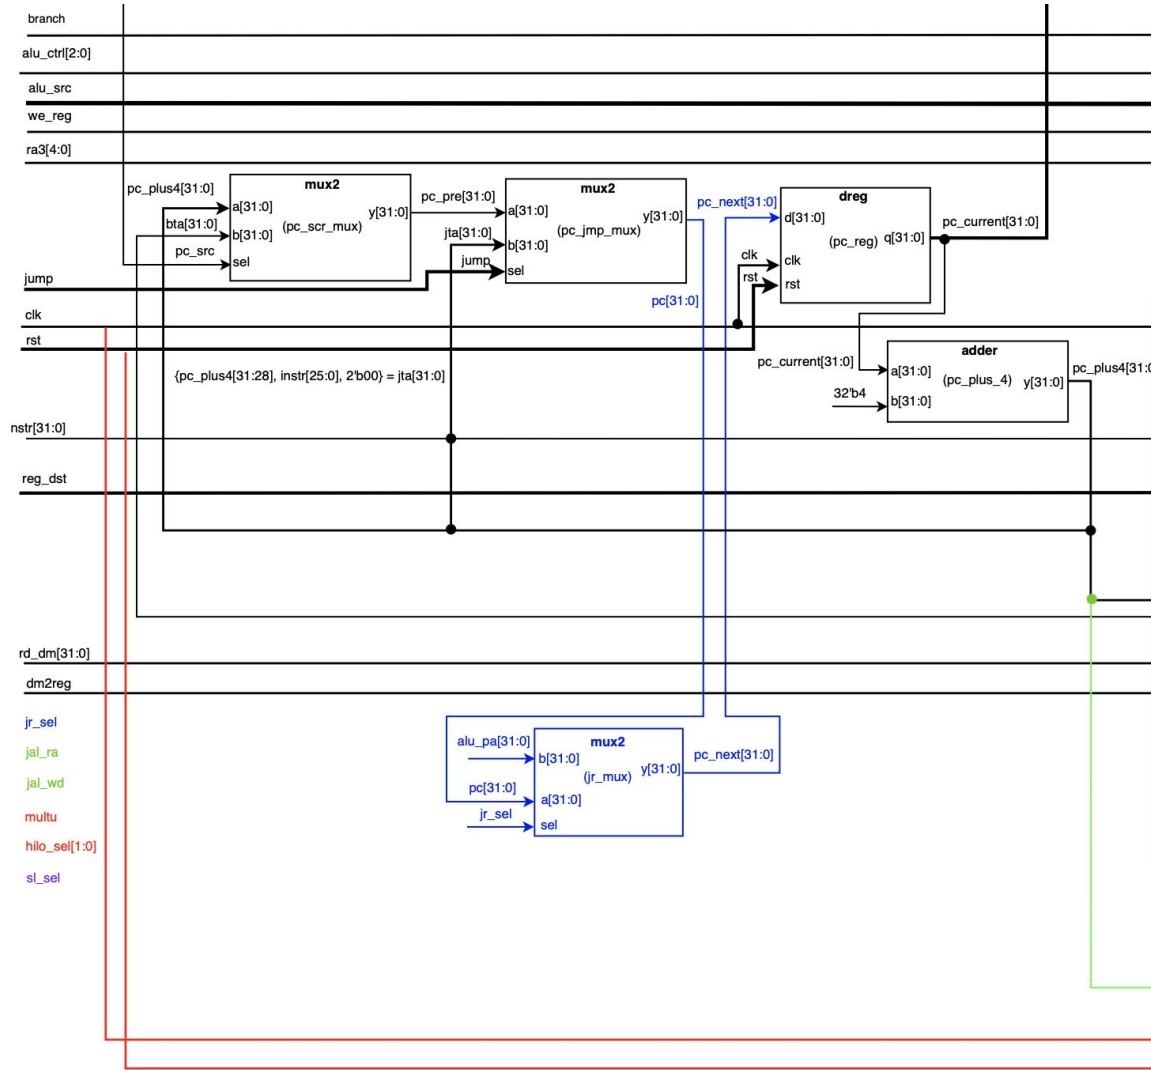 branch
alu_ctrl[2:0]
alu_src
we_reg
ra3[4:0]
pc_plus4[31:0]
bta[31:0]
pc_src
mux2
a[31:0]
b[31:0]
sel
(pc_scr_mux)
y[31:0]
pc_pre[31:0]
jta[31:0]
jump
mux2
a[31:0]
b[31:0]
sel
(pc_jmp_mux)
y[31:0]
pc_next[31:0]
pc[31:0]
clk
rst
dreg
d[31:0]
(pc_reg)
q[31:0]
clk
rst
pc_current[31:0]
jump
clk
rst
{pc_plus4[31:28], instr[25:0], 2'b00} = jta[31:0]
pc_current[31:0]
32'b4
adder
a[31:0]
(pc_plus_4)
y[31:0]
b[31:0]
pc_plus4[31:0
nstr[31:0]
reg_dst
rd_dm[31:0]
dm2reg
jr_sel
jal_ra
jal_wd
multu
hilo_sel[1:0]
sl_sel
alu_pa[31:0]
pc[31:0]
jr_sel
mux2
b[31:0]
(jr_mux)
y[31:0]
a[31:0]
sel
pc_next[31:0]